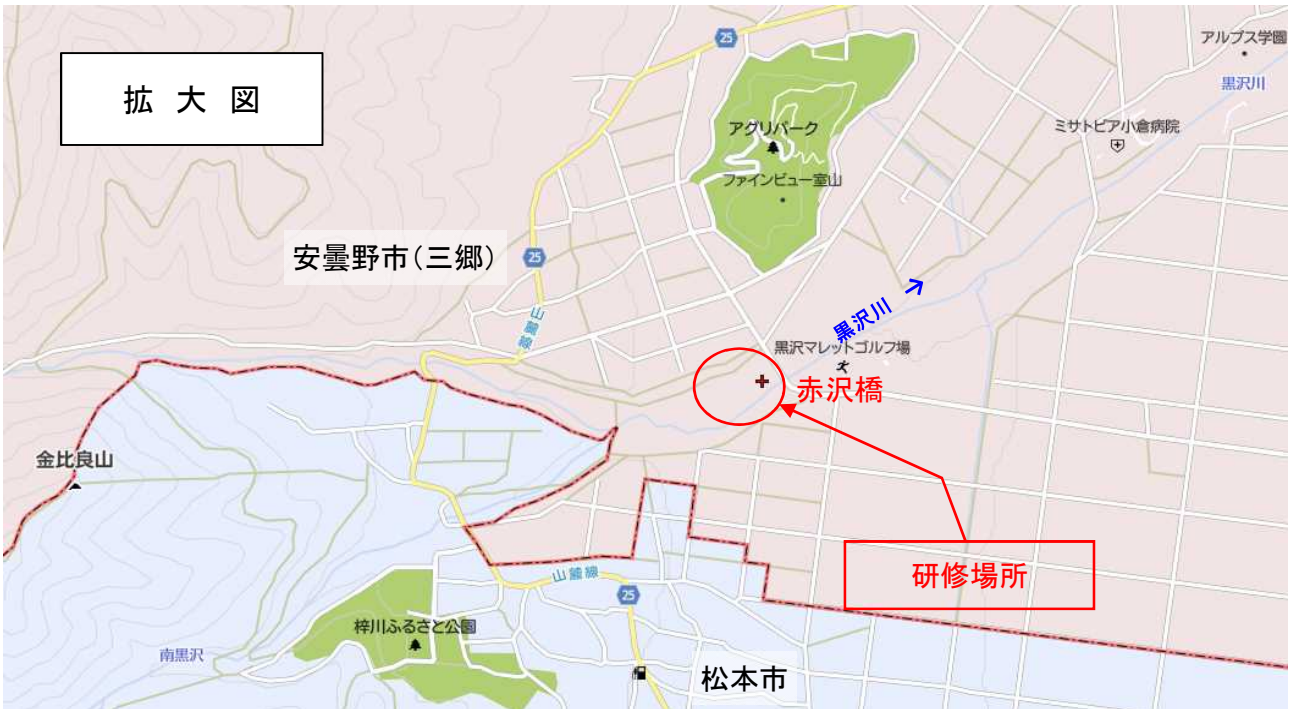 拡 大 図
25
アルプス学園
黒沢川
アグリパーク
ミサトピア小倉病院
ファインビュー室山
安曇野市(三郷)
25
山麓線
黒沢川
黒沢マレットゴルフ場
赤沢橋
金比良山
研修場所
山麓線
25
梓川ふるさと公園
南黒沢
松本市